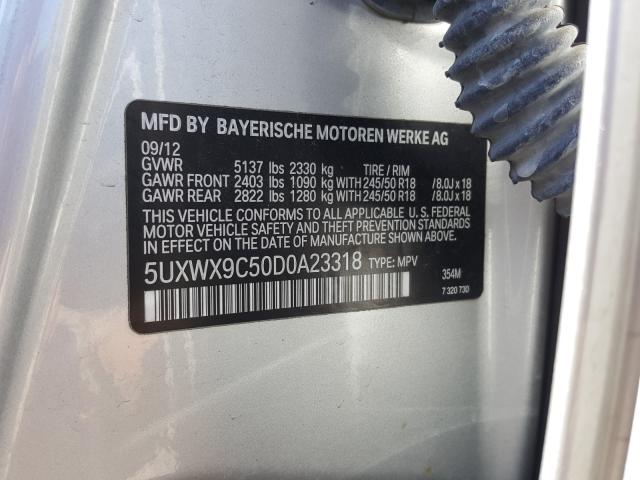 MFD BY BAYERISCHE MOTOREN WERKE AG
09/12
GVWR 5137 lbs 2330 kg TIRE / RIM
GAWR FRONT 2403 lbs 1090 kg WITH 245/50 R18 /8.0J x 18
GAWR REAR 2822 lbs 1280 kg WITH 245/50 R18 /8.0J x 18
THIS VEHICLE CONFORMS TO ALL APPLICABLE U. S. FEDERAL
MOTOR VEHICLE SAFETY AND THEFT PREVENTION STANDARDS
IN EFFECT ON THE DATE OF MANUFACTURE SHOWN ABOVE.
5UXWX9C50D0A23318 TYPE: MPV
354M
7 320 730